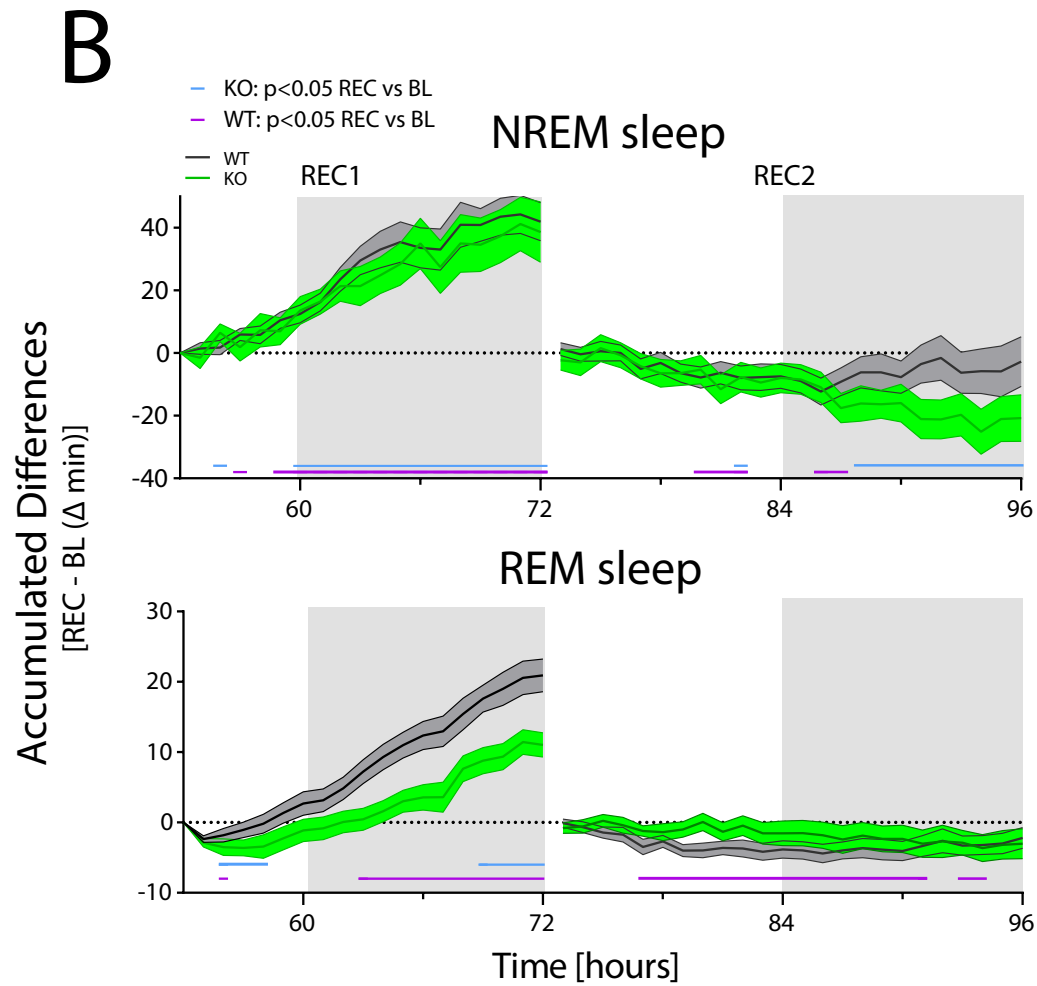 B
KO: p<0.05 REC vs BL
WT: p<0.05 REC vs BL
NREM sleep
WT
KO
REC1
REC2
40
20
0
-20
-40
60
72
84
96
REM sleep
30
20
10
0
-10
60
72
84
96
Time [hours]
Accumulated Differences
[REC - BL (Δ min)]